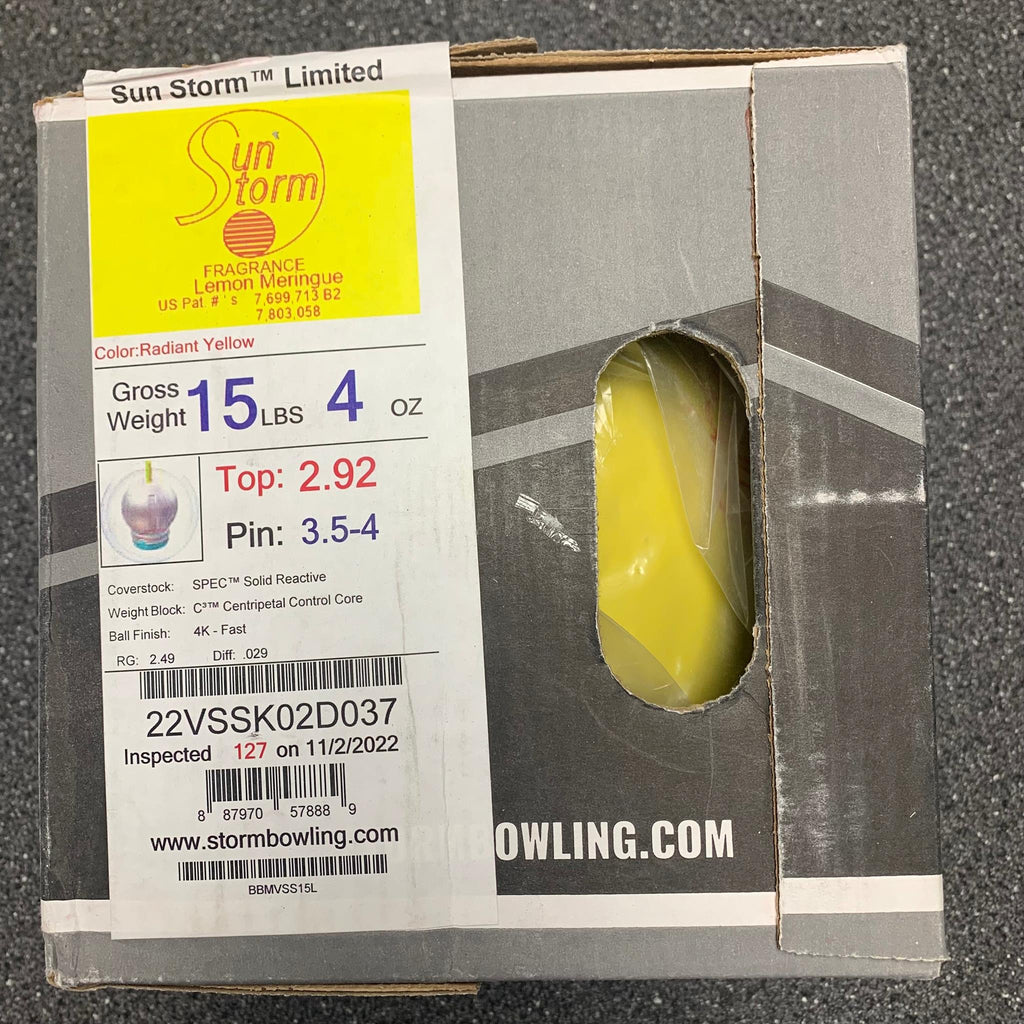 Sun Storm™ Limited
Sun
Storm
FRAGRANCE
Lemon Meringue
US Pat. # ' s 7,699,713 B2
7,803,058
Color:Radiant Yellow
Gross
Weight 15 LBS 4 OZ
Top: 2.92
Pin: 3.5-4
Coverstock: SPEC™ Solid Reactive
Weight Block: C³™ Centripetal Control Core
Ball Finish: 4K - Fast
RG: 2.49 Diff: .029
22VSSK02D037
Inspected 127 on 11/2/2022
8 87970 57888 9
www.stormbowling.com
BBMVSS15L
BOWLING.COM